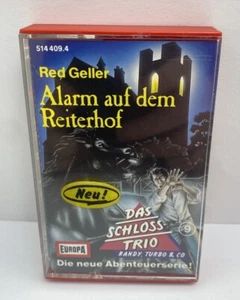 514 409.4
Red Geller
Alarm auf dem
Reiterhof
Neu!
DAS
SCHLOSS-
TRIO
9
RANDY, TURBO & CO
EUROPA
Die neue Abenteuerserie!